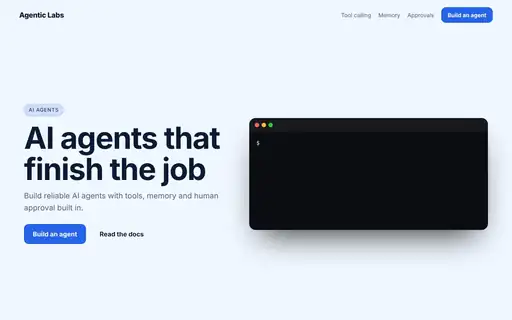 Agentic Labs
Tool calling Memory Approvals Build an agent
AI AGENTS
AI agents that
finish the job
Build reliable AI agents with tools, memory and human
approval built in.
Build an agent Read the docs
$